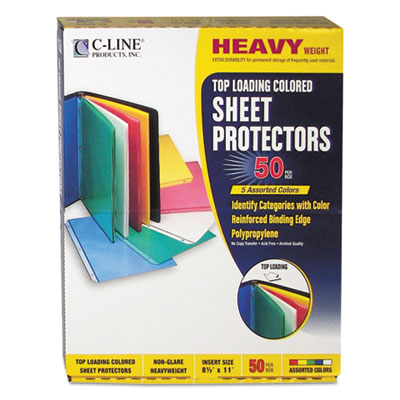 C-LINE®
PRODUCTS, INC.
HEAVY WEIGHT
EXTRA DURABILITY for permanent storage of frequently used materials.
TOP LOADING COLORED
SHEET
PROTECTORS
50 PER BOX
5 Assorted Colors
Identify Categories with Color
Reinforced Binding Edge
Polypropylene
No Copy Transfer • Acid Free • Archival Quality
TOP LOADING
TOP LOADING COLORED
SHEET PROTECTORS
NON-GLARE
HEAVYWEIGHT
INSERT SIZE
8½" x 11"
50 PER BOX
ASSORTED COLORS